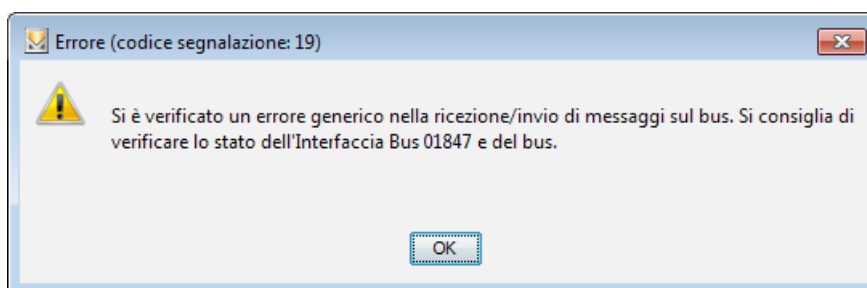 Errore (codice segnalazione: 19)
Si è verificato un errore generico nella ricezione/invio di messaggi sul bus. Si consiglia di
verificare lo stato dell'Interfaccia Bus 01847 e del bus.
OK